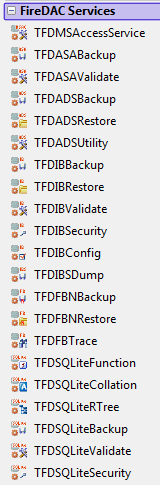 FireDAC Services
TFDMSAccessService
TFDASABackup
TFDASAValidate
TFDADSBackup
TFDADSRestore
TFDADSUtility
TFDIBBackup
TFDIBRestore
TFDIBValidate
TFDIBSecurity
TFDIBConfig
TFDIBSDump
TFDFBNBackup
TFDFBNRestore
TFDFBTrace
TFDSQLiteFunction
TFDSQLiteCollation
TFDSQLiteRTree
TFDSQLiteBackup
TFDSQLiteValidate
TFDSQLiteSecurity